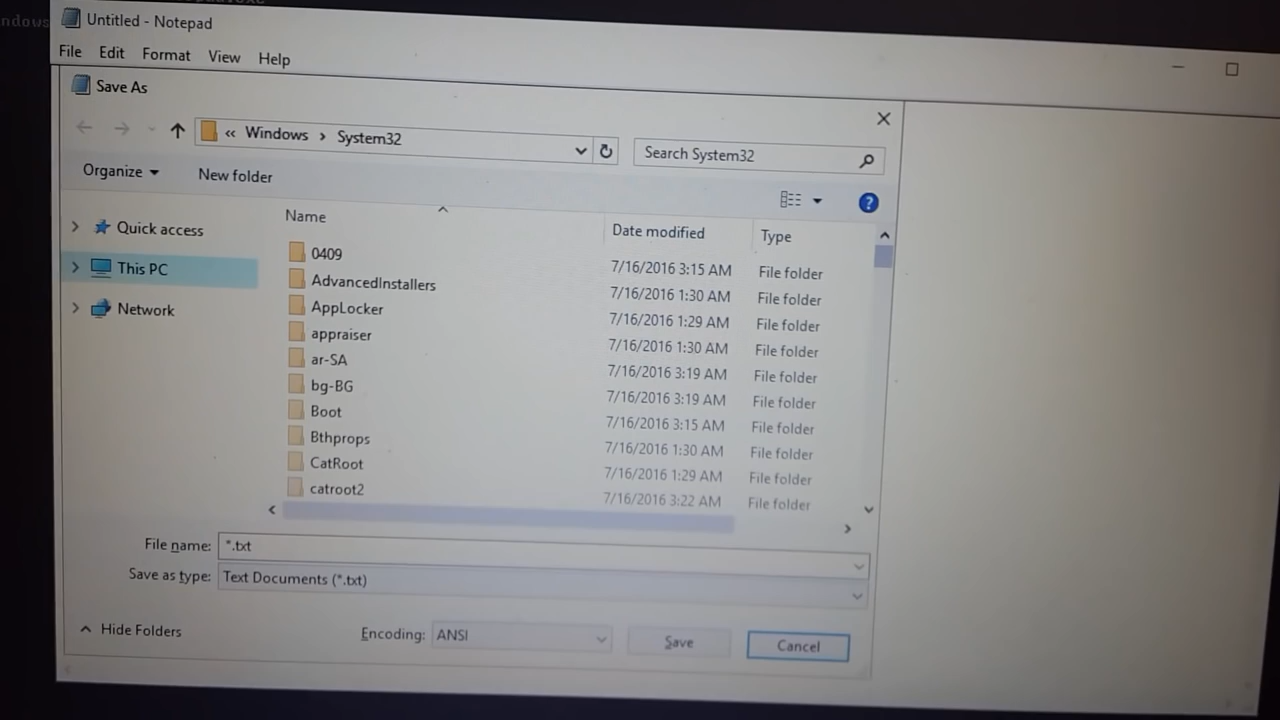 ndows
Untitled - Notepad
File Edit Format View Help
Save As
« Windows > System32
Search System32
Organize New folder
Name Date modified Type
Quick access
This PC
Network
0409 7/16/2016 3:15 AM File folder
AdvancedInstallers 7/16/2016 1:30 AM File folder
AppLocker 7/16/2016 1:29 AM File folder
appraiser 7/16/2016 1:30 AM File folder
ar-SA 7/16/2016 3:19 AM File folder
bg-BG 7/16/2016 3:19 AM File folder
Boot 7/16/2016 3:15 AM File folder
Bthprops 7/16/2016 1:30 AM File folder
CatRoot 7/16/2016 1:29 AM File folder
catroot2 7/16/2016 3:22 AM File folder
File name: *.txt
Save as type: Text Documents (*.txt)
Hide Folders
Encoding: ANSI
Save
Cancel